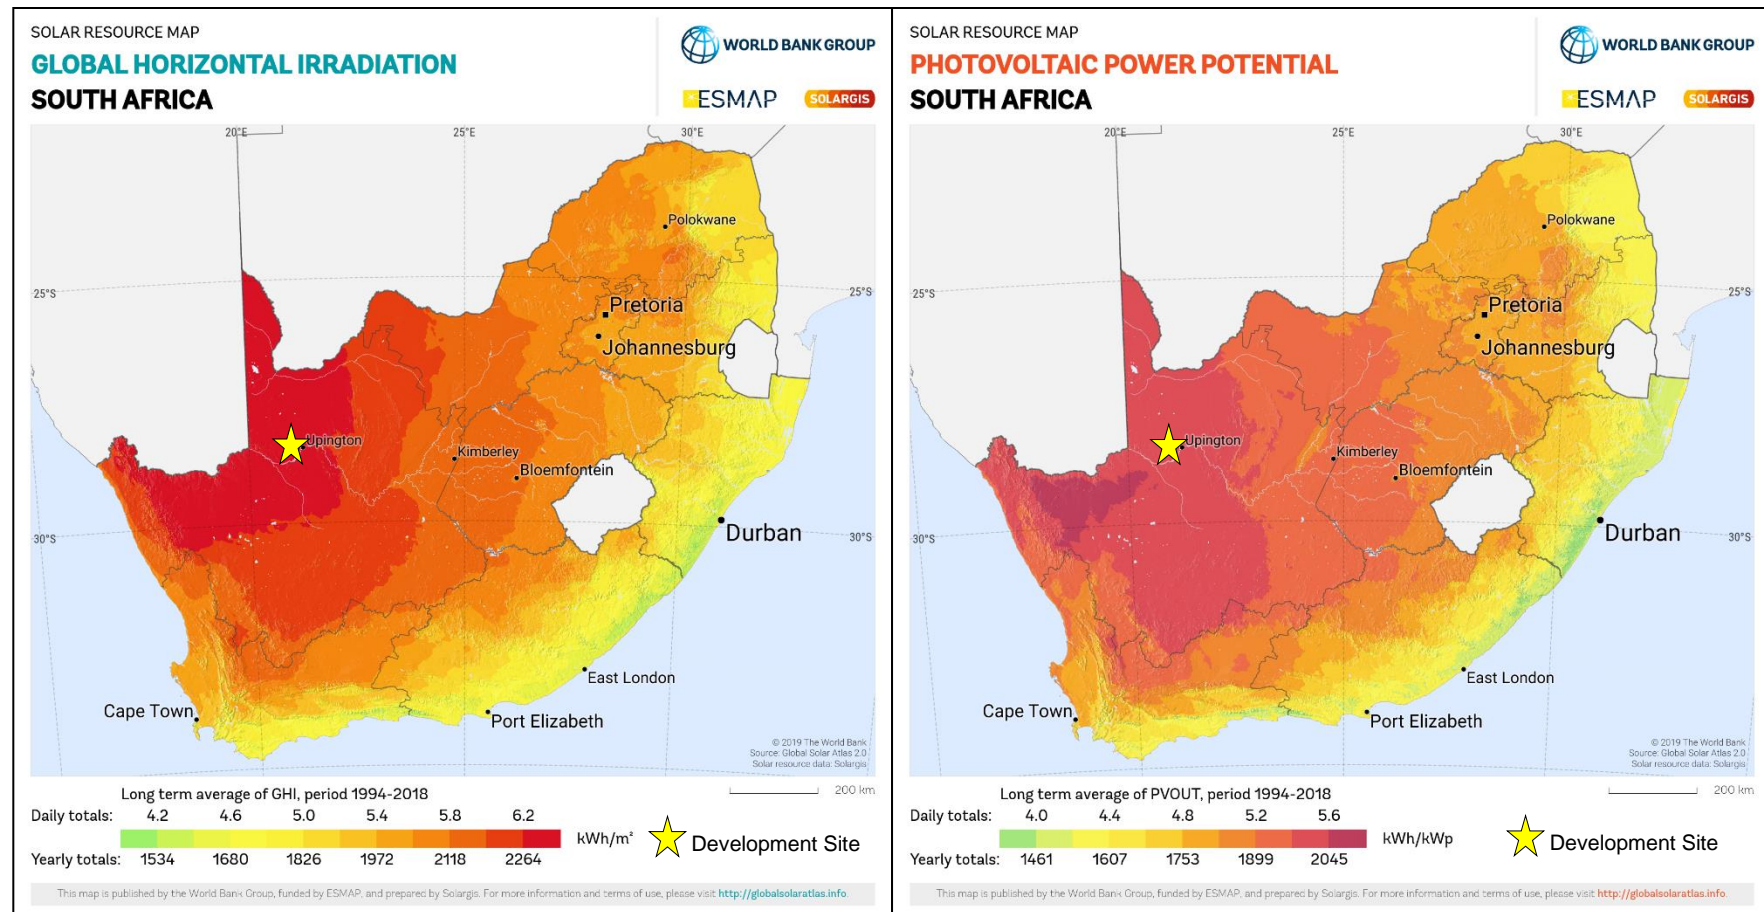 SOLAR RESOURCE MAP
GLOBAL HORIZONTAL IRRADIATION
SOUTH AFRICA
WORLD BANK GROUP
ESMAP
SOLARGIS
20°E
25°E
30°E
Polokwane
25°S
25°S
Pretoria
Johannesburg
Upington
Kimberley
Bloemfontein
Durban
30°S
30°S
East London
Cape Town
Port Elizabeth
© 2019 The World Bank
Source: Global Solar Atlas 2.0
Solar resource data: Solargis
Long term average of GHI, period 1994-2018
200 km
Daily totals: 4.2 4.6 5.0 5.4 5.8 6.2
kWh/m²
Development Site
Yearly totals: 1534 1680 1826 1972 2118 2264
This map is published by the World Bank Group, funded by ESMAP, and prepared by Solargis. For more information and terms of use, please visit http://globalsolaratlas.info.
SOLAR RESOURCE MAP
PHOTOVOLTAIC POWER POTENTIAL
SOUTH AFRICA
WORLD BANK GROUP
ESMAP
SOLARGIS
20°E
25°E
30°E
Polokwane
25°S
25°S
Pretoria
Johannesburg
Upington
Kimberley
Bloemfontein
Durban
30°S
30°S
East London
Cape Town
Port Elizabeth
© 2019 The World Bank
Source: Global Solar Atlas 2.0
Solar resource data: Solargis
Long term average of PVOUT, period 1994-2018
200 km
Daily totals: 4.0 4.4 4.8 5.2 5.6
kWh/kWp
Development Site
Yearly totals: 1461 1607 1753 1899 2045
This map is published by the World Bank Group, funded by ESMAP, and prepared by Solargis. For more information and terms of use, please visit http://globalsolaratlas.info.